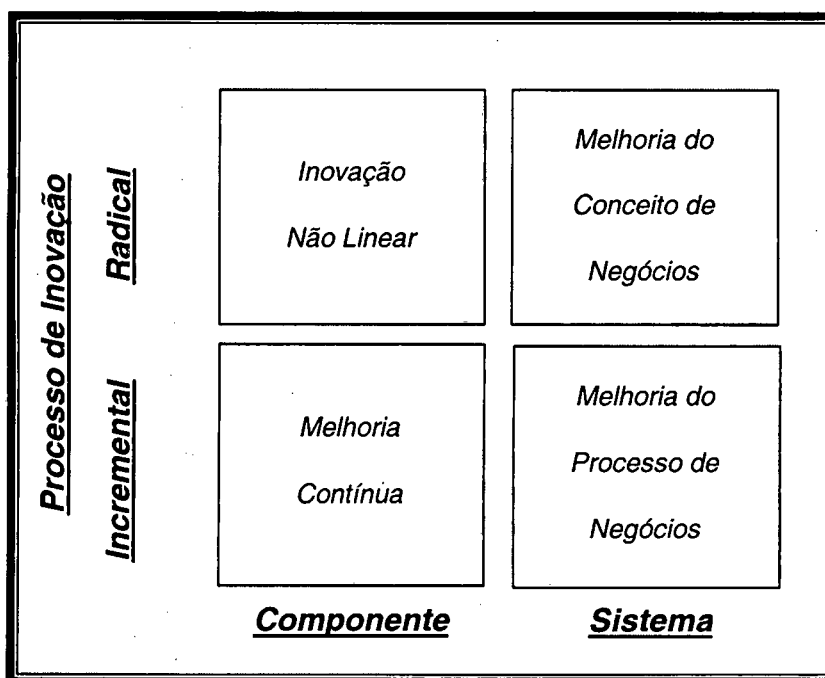 Processo de Inovação
Radical
Inovação
Não Linear
Melhoria do
Conceito de
Negócios
Incremental
Melhoria
Contínua
Melhoria do
Processo de
Negócios
Componente
Sistema